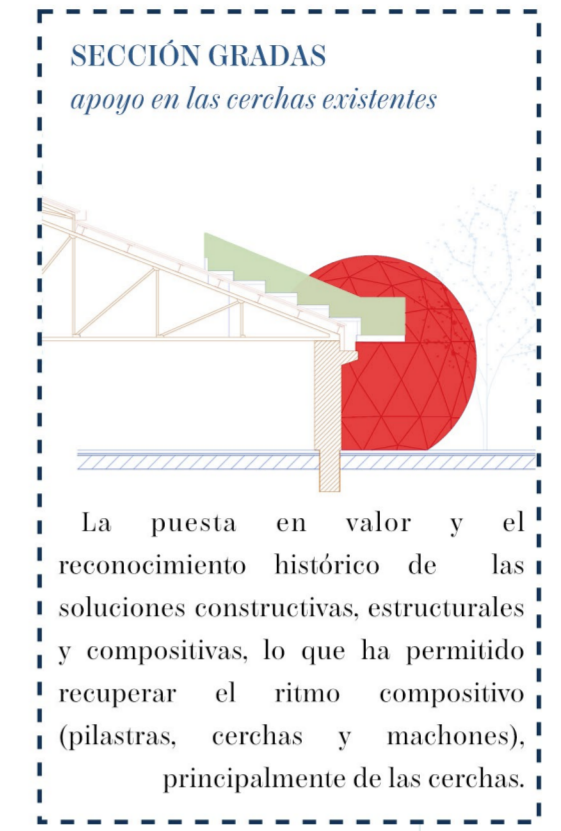 SECCIÓN GRADAS
apoyo en las cerchas existentes
La puesta en valor y el
reconocimiento histórico de las
soluciones constructivas, estructurales
y compositivas, lo que ha permitido
recuperar el ritmo compositivo
(pilastras, cerchas y machones),
principalmente de las cerchas.